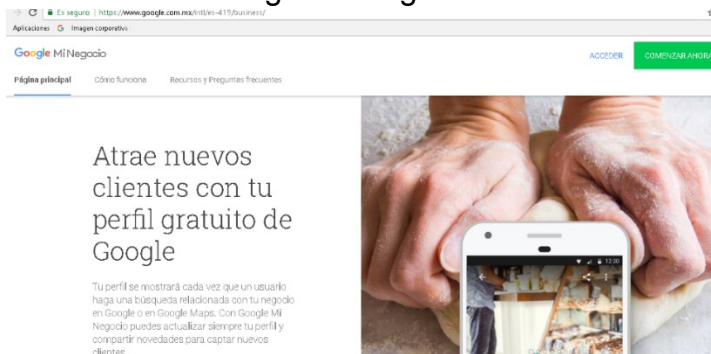 Es seguro | https://www.google.com.mx/intl/es-419/business/
Aplicaciones G Imagen corporativa
Google Mi Negocio
ACCEDER
COMENZAR AHORA
Página principal
Cómo funciona
Recursos y Preguntas frecuentes
Atrae nuevos
clientes con tu
perfil gratuito de
Google
Tu perfil se mostrará cada vez que un usuario
haga una búsqueda relacionada con tu negocio
en Google o en Google Maps. Con Google Mi
Negocio puedes actualizar siempre tu perfil y
compartir novedades para captar nuevos
clientes
12:30